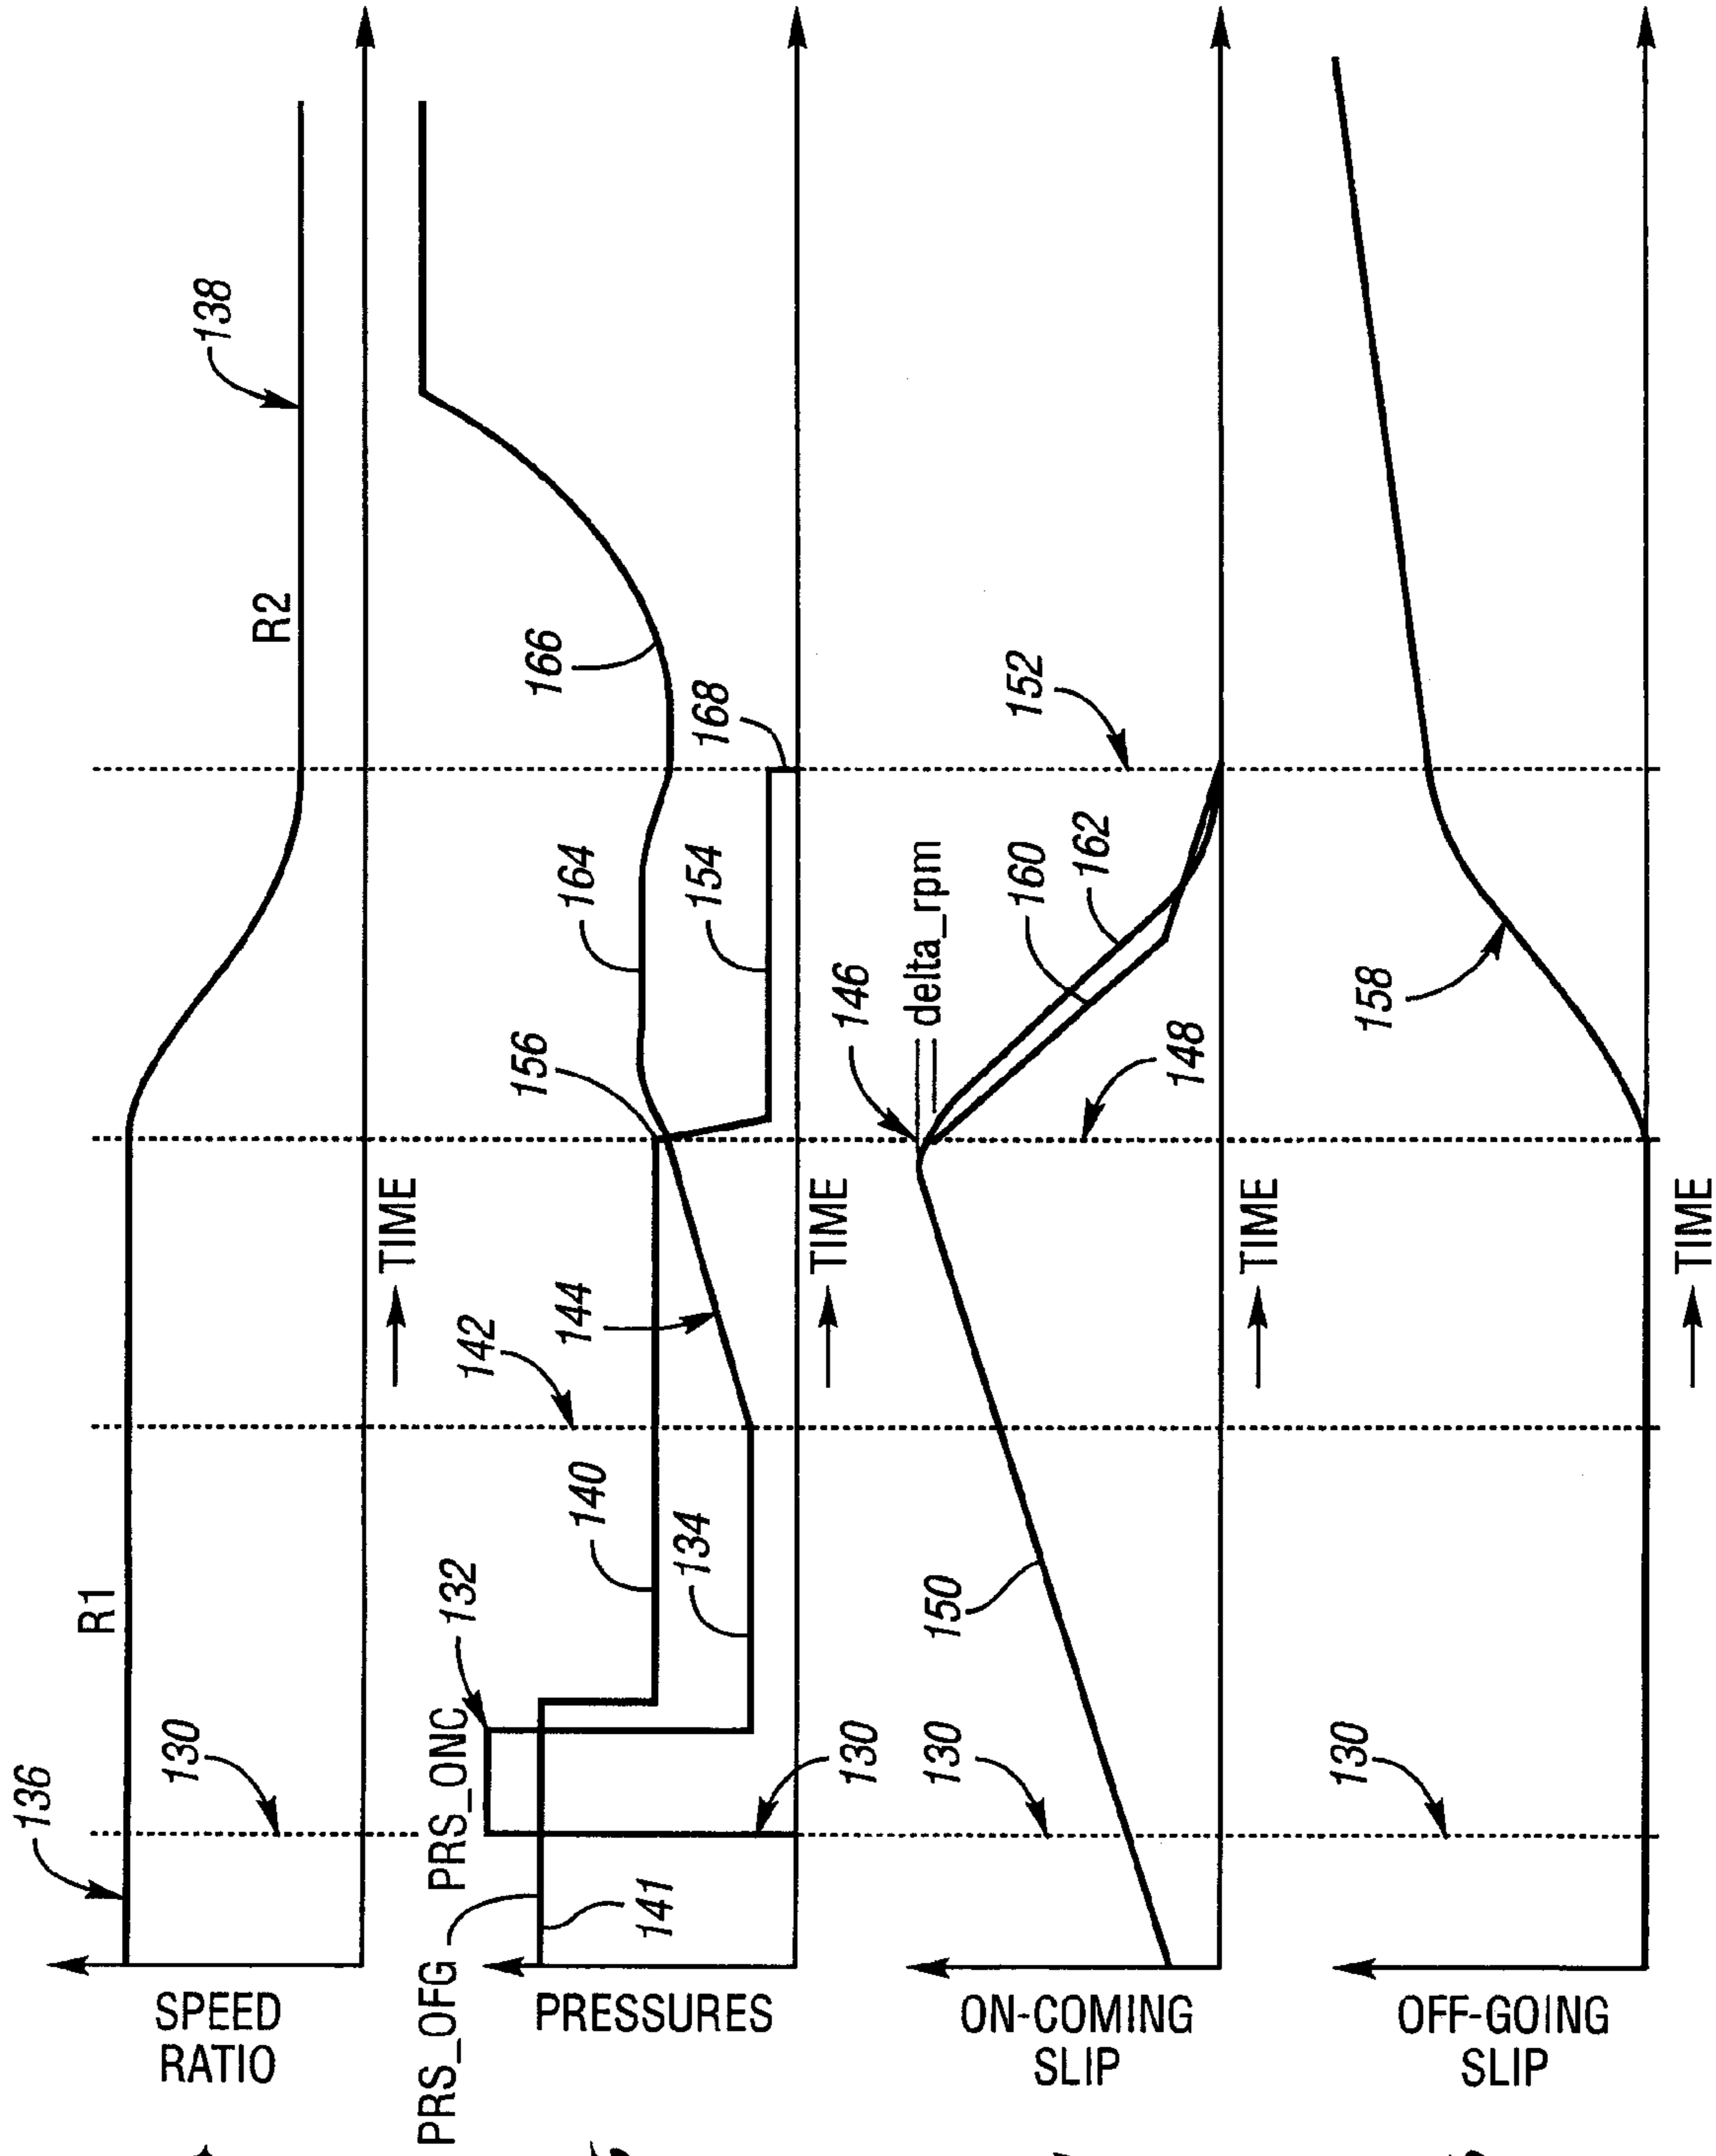 136
130
R1
R2
138
SPEED
RATIO
TIME
PRS_OFG
PRS_ONC
141
132
130
140
134
142
144
156
164
154
166
168
PRESSURES
TIME
130
150
146
delta_rpm
148
160
162
152
ON-COMING
SLIP
TIME
130
158
OFF-GOING
SLIP
TIME